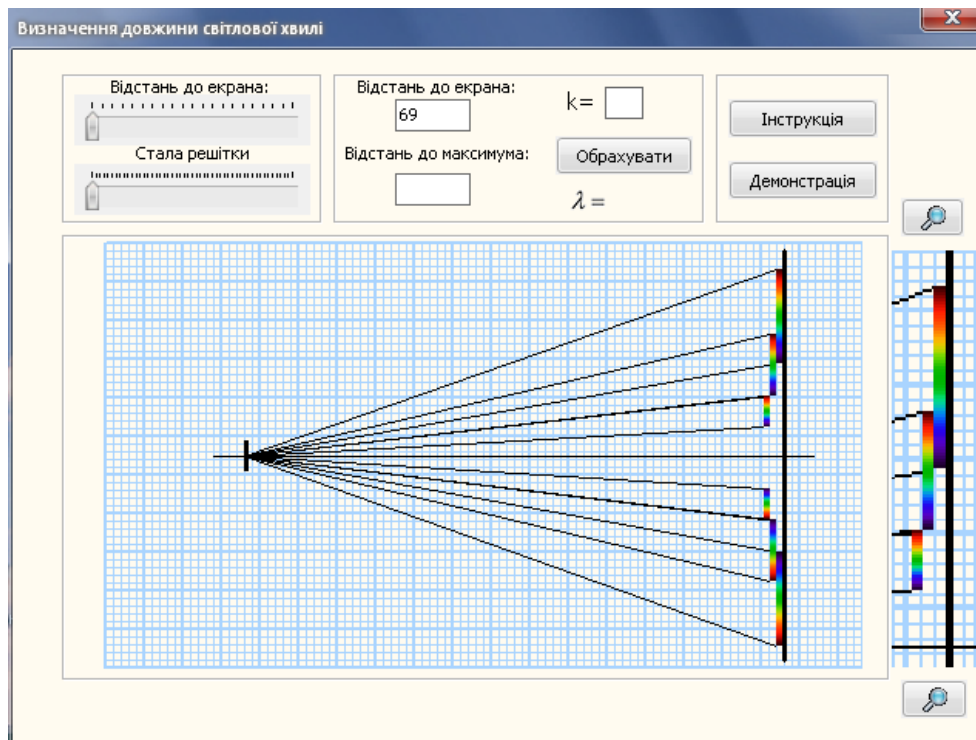 Визначення довжини світлової хвилі
Відстань до екрана:
Стала решітки
Відстань до екрана:
69
k=
Відстань до максимума:
Обрахувати
λ =
Інструкція
Демонстрація